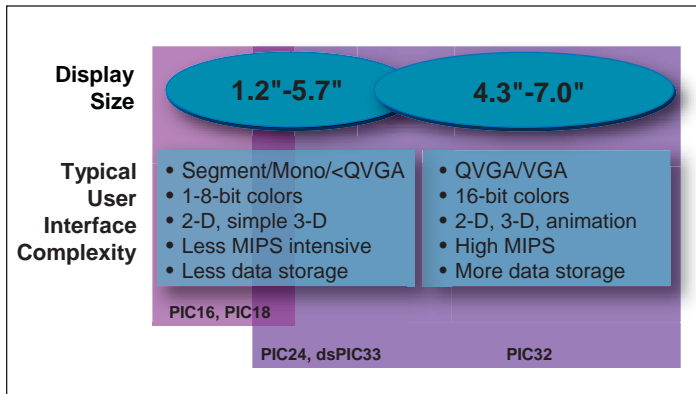 Display
Size
1.2"-5.7"
4.3"-7.0"
Typical
User
Interface
Complexity
• Segment/Mono/<QVGA
• 1-8-bit colors
• 2-D, simple 3-D
• Less MIPS intensive
• Less data storage
• QVGA/VGA
• 16-bit colors
• 2-D, 3-D, animation
• High MIPS
• More data storage
PIC16, PIC18
PIC24, dsPIC33
PIC32